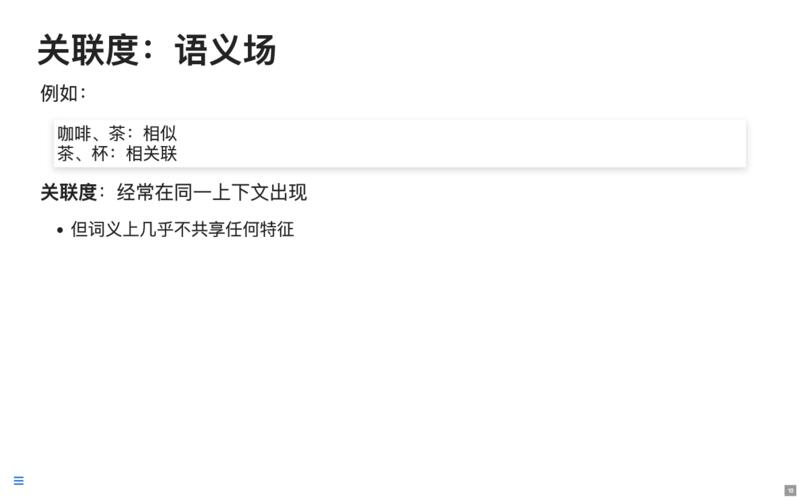 关联度：语义场
例如：
咖啡、茶：相似
茶、杯：相关联
关联度：经常在同一上下文出现
但词义上几乎不共享任何特征